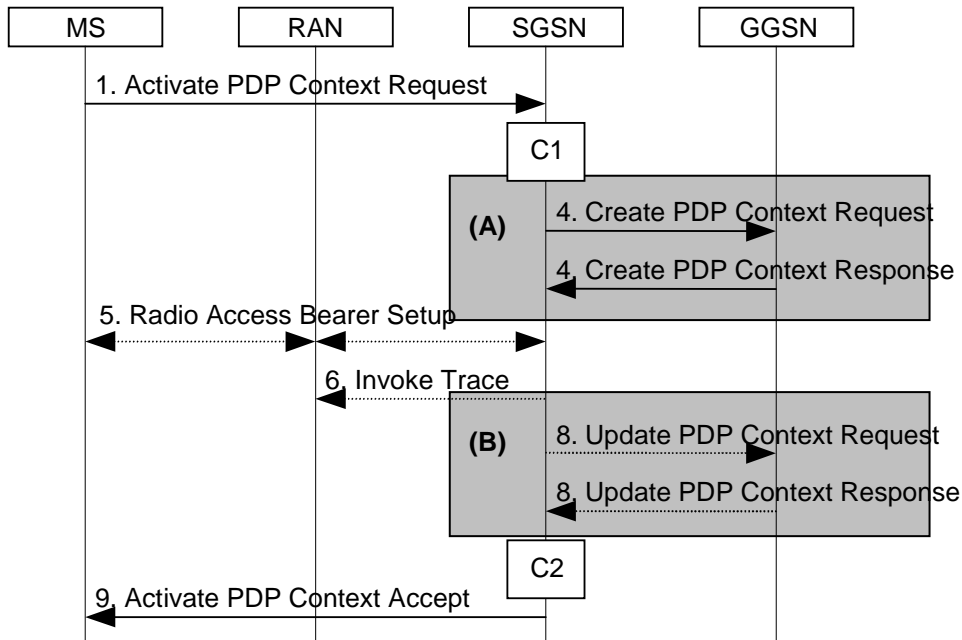 MS
RAN
SGSN
GGSN
1. Activate PDP Context Request
C1
(A)
4. Create PDP Context Request
4. Create PDP Context Response
5. Radio Access Bearer Setup
6. Invoke Trace
(B)
8. Update PDP Context Request
8. Update PDP Context Response
C2
9. Activate PDP Context Accept